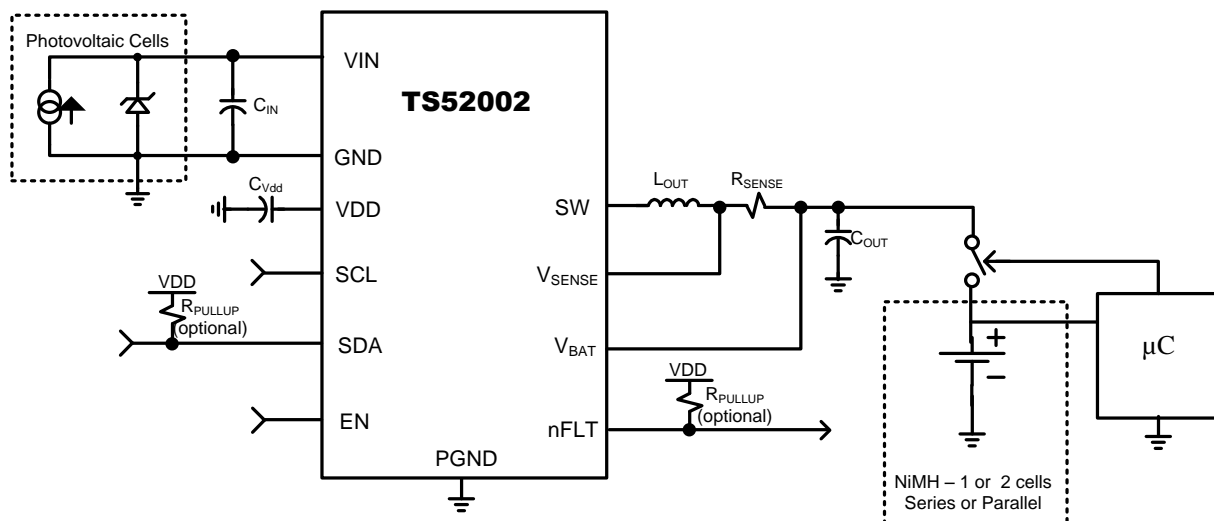 Photovoltaic Cells
VIN
TS52002
C_IN
GND
C_Vdd
VDD
SW
L_OUT
R_SENSE
C_OUT
SCL
V_SENSE
VDD
R_PULLUP
(optional)
SDA
V_BAT
+
−
µC
VDD
R_PULLUP
(optional)
EN
nFLT
PGND
NiMH – 1 or 2 cells
Series or Parallel